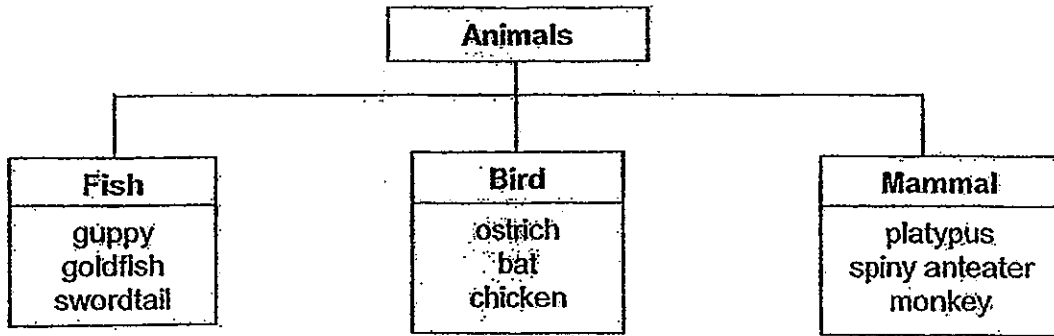 Animals
Fish
guppy
goldfish
swordtail
Bird
ostrich
bat
chicken
Mammal
platypus
spiny anteater
monkey